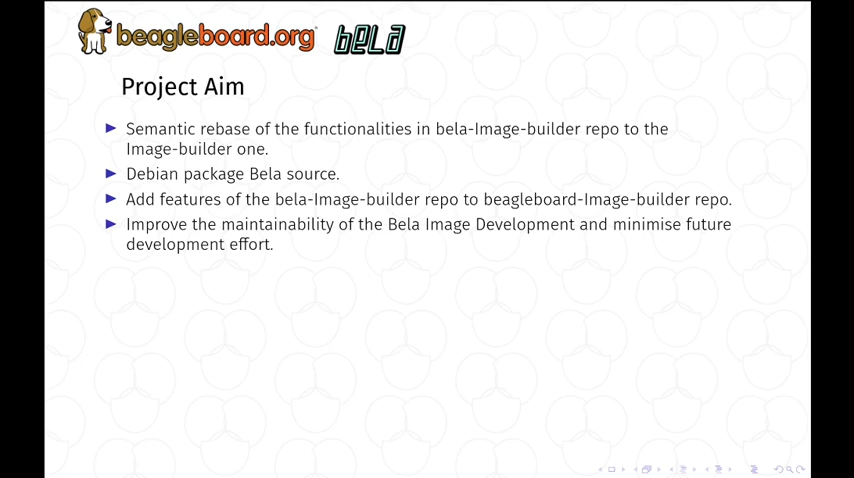 beagleboard.org bela
Project Aim
Semantic rebase of the functionalities in bela-Image-builder repo to the
Image-builder one.
Debian package Bela source.
Add features of the bela-Image-builder repo to beagleboard-Image-builder repo.
Improve the maintainability of the Bela Image Development and minimise future
development effort.